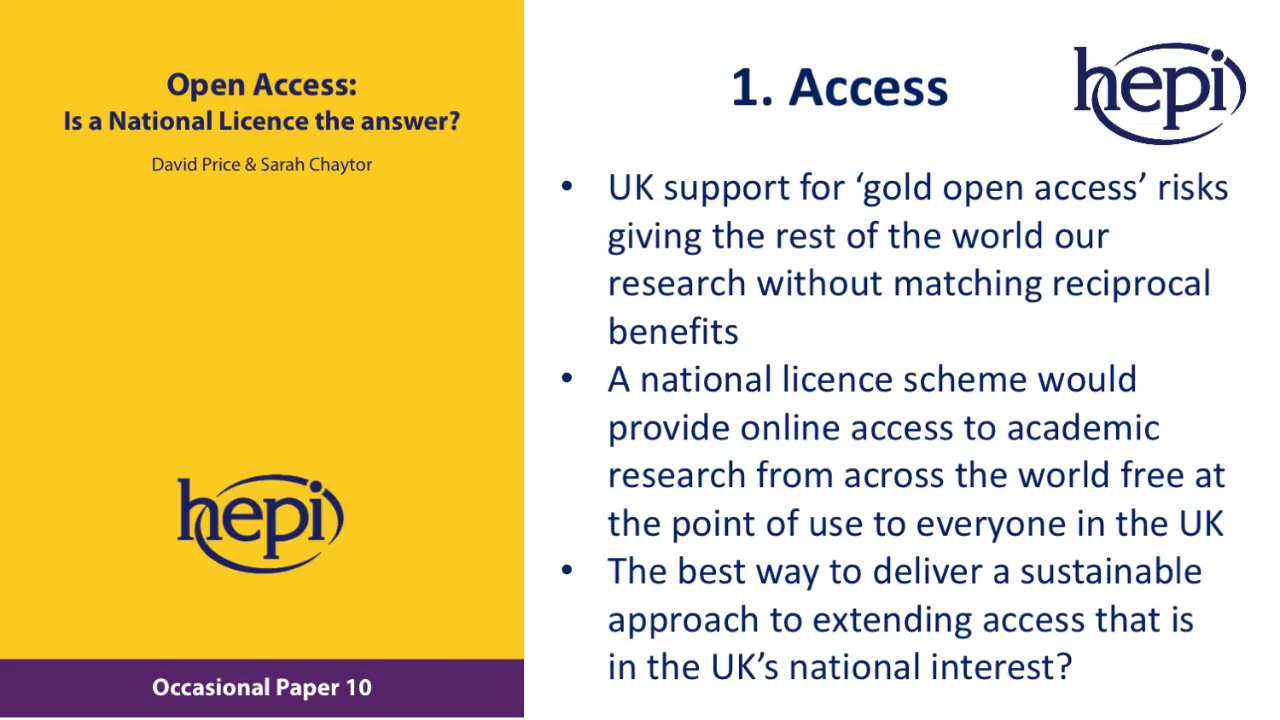 Open Access:
Is a National Licence the answer?
David Price & Sarah Chaytor
hepi
Occasional Paper 10
1. Access
hepi
• UK support for ‘gold open access’ risks
giving the rest of the world our
research without matching reciprocal
benefits
• A national licence scheme would
provide online access to academic
research from across the world free at
the point of use to everyone in the UK
• The best way to deliver a sustainable
approach to extending access that is
in the UK’s national interest?